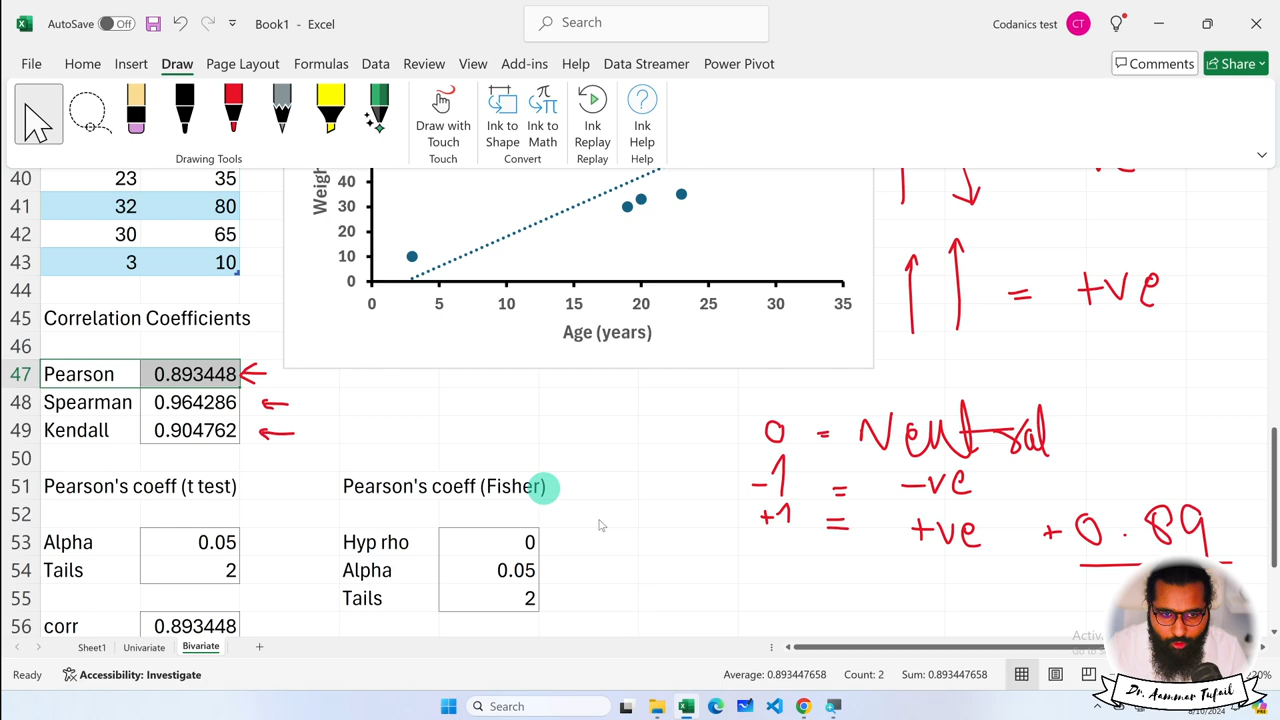 AutoSave Off Book1 - Excel Search Codanics test CT
File Home Insert Draw Page Layout Formulas Data Review View Add-ins Help Data Streamer Power Pivot Comments Share
Draw with Touch Ink to Shape Ink to Math Ink Replay Ink Help
Drawing Tools Touch Convert Replay Help
40 23 35
41 32 80
42 30 65
43 3 10
44
45 Correlation Coefficients
46
47 Pearson 0.893448
48 Spearman 0.964286
49 Kendall 0.904762
50
51 Pearson's coeff (t test) Pearson's coeff (Fisher)
52
53 Alpha 0.05 Hyp rho 0
54 Tails 2 Alpha 0.05
55 Tails 2
56 corr 0.893448
Weigh
40
30
20
10
0
0 5 10 15 20 25 30 35
Age (years)
= +ve
0 = Neutral
-1 = -ve
+1 = +ve +0.89
Sheet1 Univariate Bivariate
Ready Accessibility: Investigate Average: 0.893447658 Count: 2 Sum: 0.893447658
Search
Dr. Aammar Tufail
8/10/2024